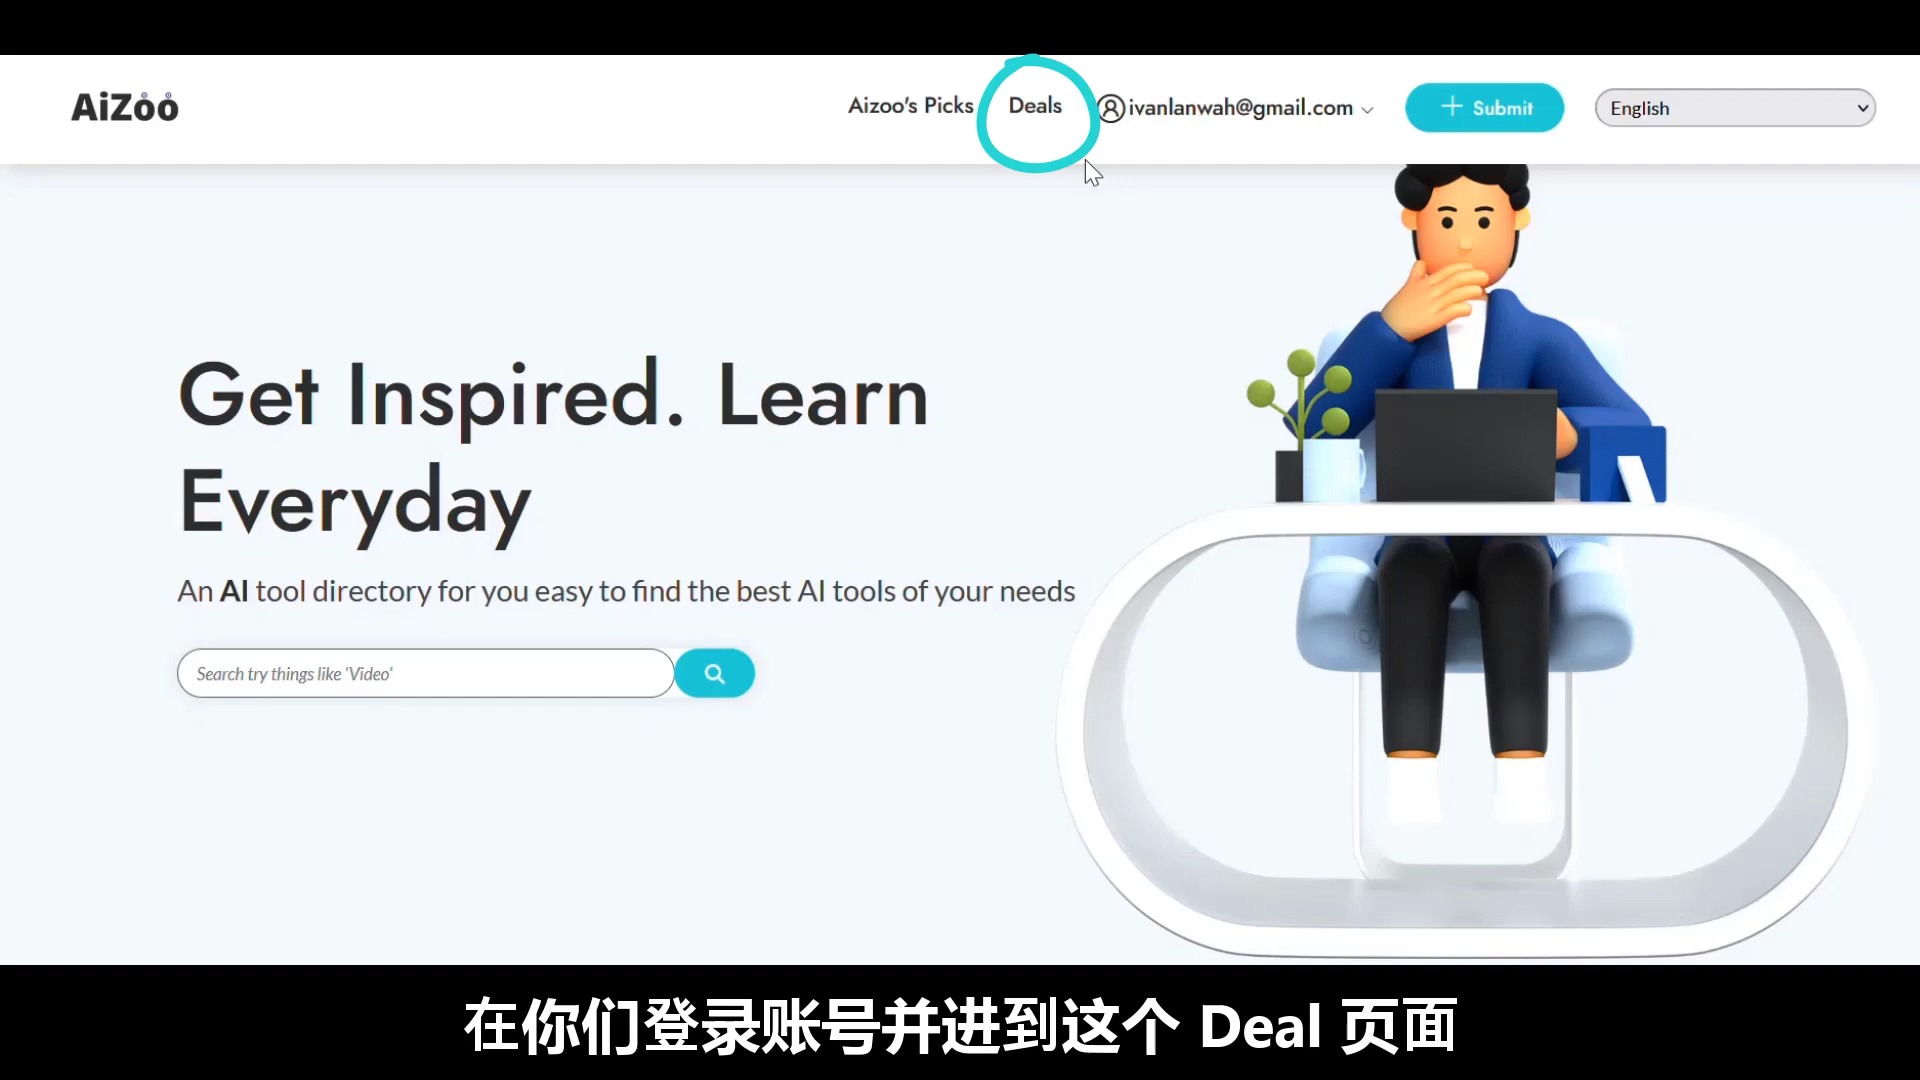 AiZoo
Aizoo's Picks
Deals
ivanlanwah@gmail.com
Submit
English
Get Inspired. Learn
Everyday
An AI tool directory for you easy to find the best AI tools of your needs
Search try things like 'Video'
在你们登录账号并进到这个 Deal 页面